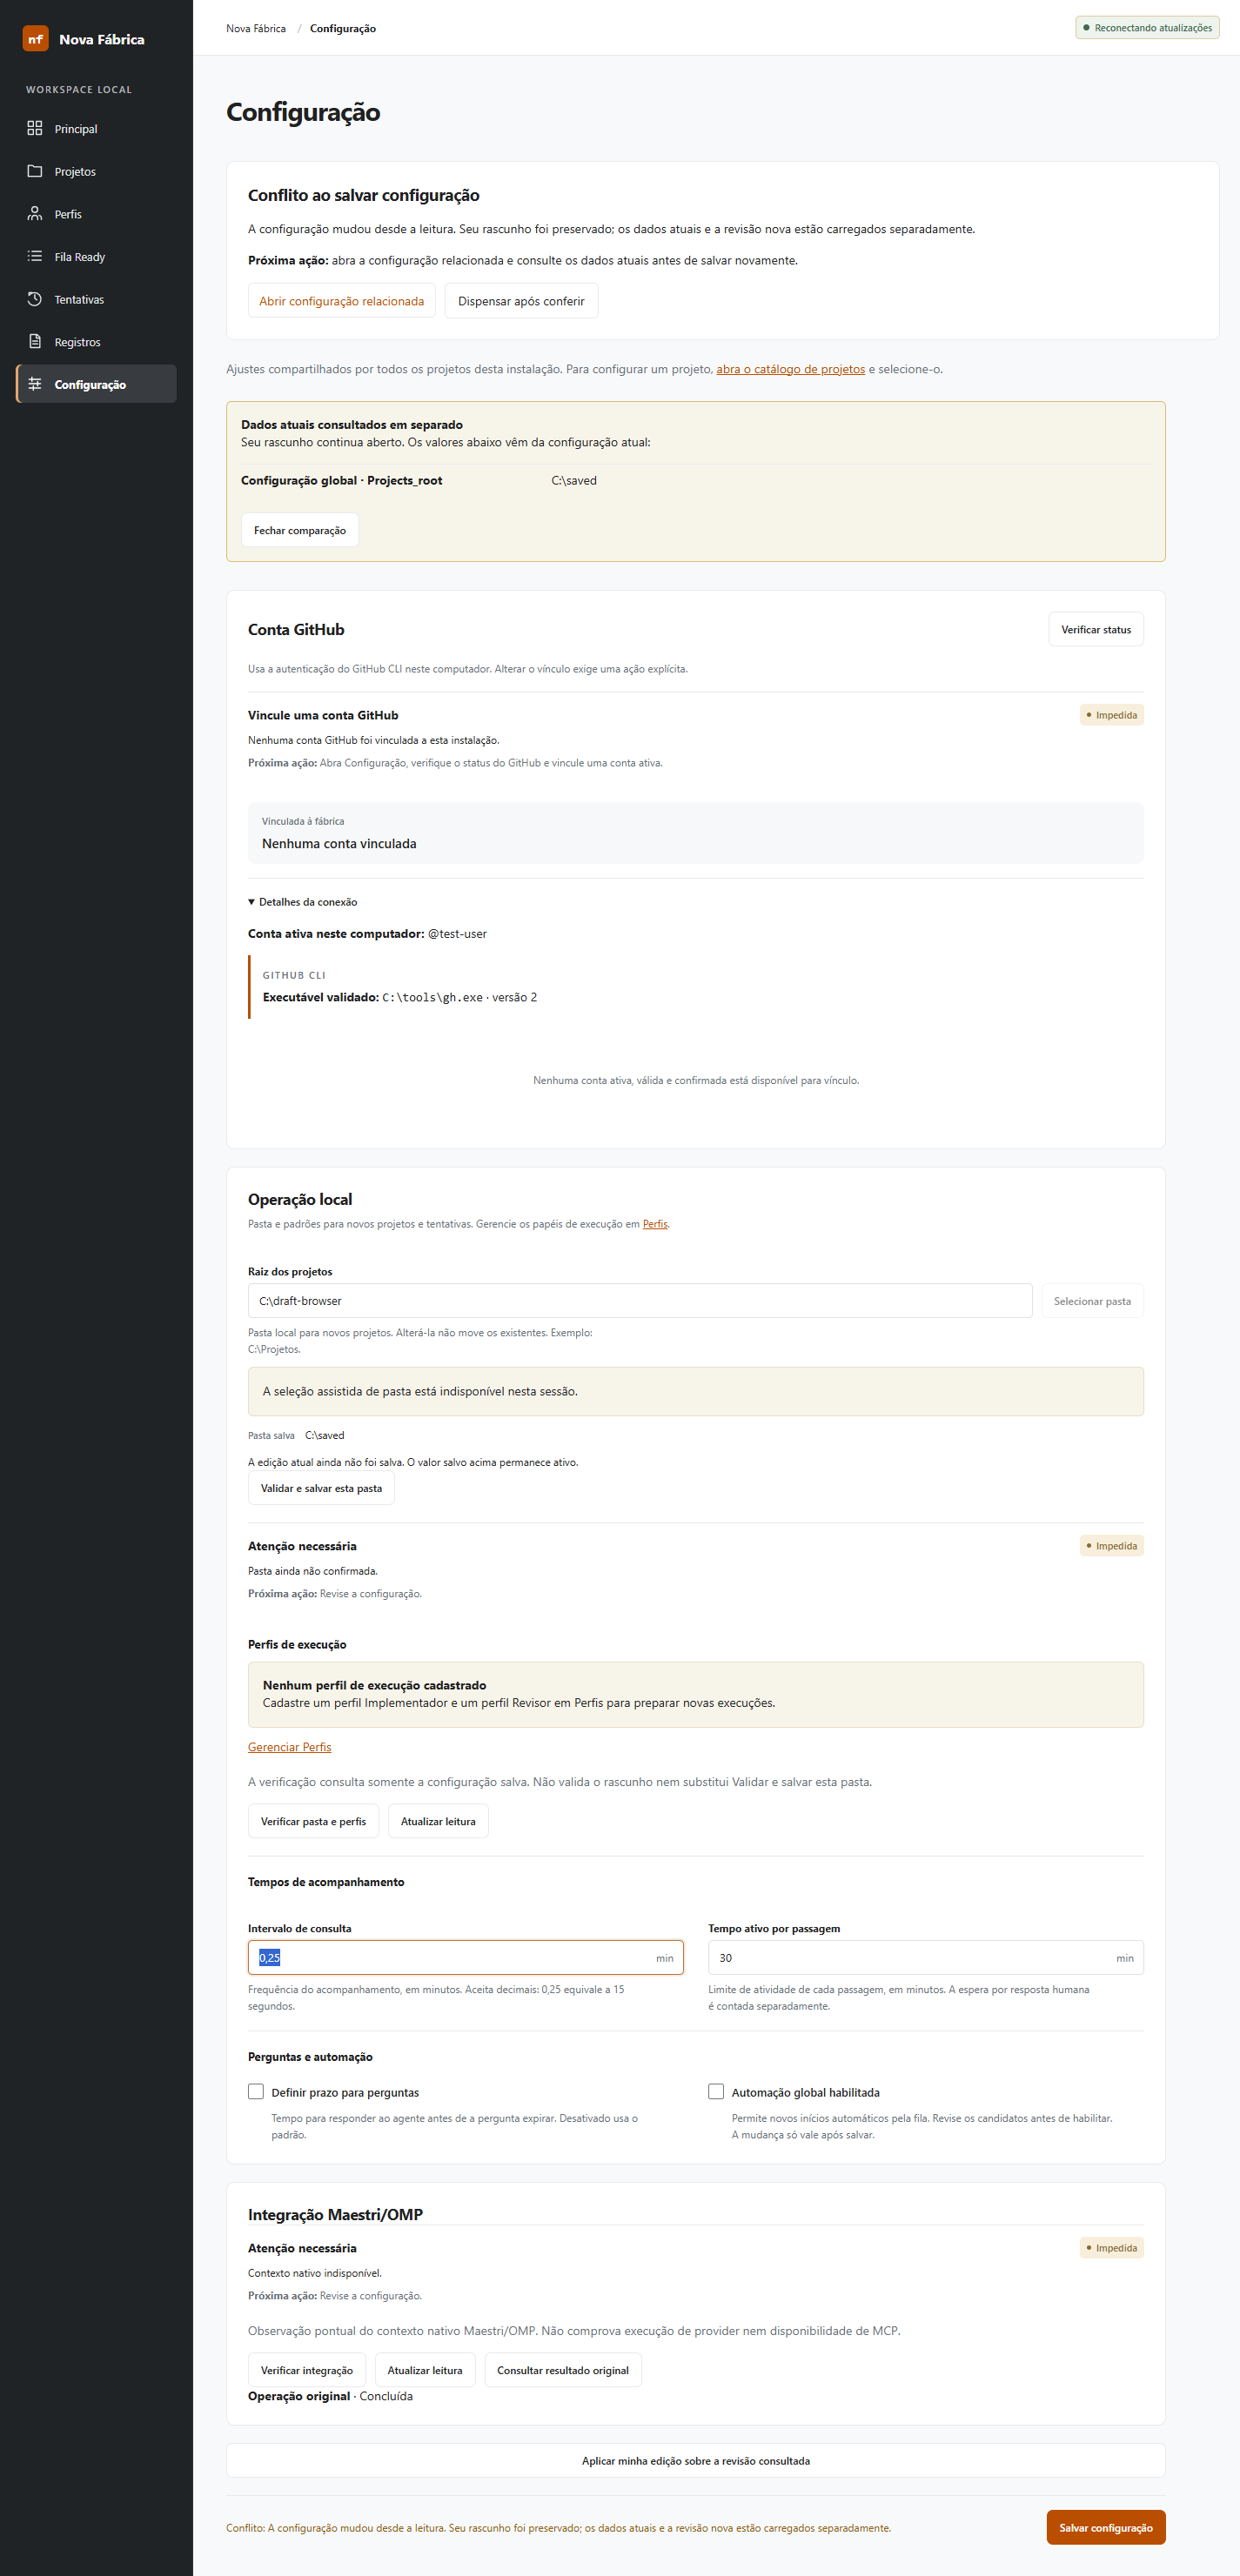 nf
Nova Fábrica
WORKSPACE LOCAL
Principal
Projetos
Perfis
Fila Ready
Tentativas
Registros
Configuração
Nova Fábrica / Configuração
Reconectando atualizações
Configuração
Conflito ao salvar configuração
A configuração mudou desde a leitura. Seu rascunho foi preservado; os dados atuais e a revisão nova estão carregados separadamente.
Próxima ação: abra a configuração relacionada e consulte os dados atuais antes de salvar novamente.
Abrir configuração relacionada
Dispensar após conferir
Ajustes compartilhados por todos os projetos desta instalação. Para configurar um projeto, abra o catálogo de projetos e selecione-o.
Dados atuais consultados em separado
Seu rascunho continua aberto. Os valores abaixo vêm da configuração atual:
Configuração global · Projects_root
C:\saved
Fechar comparação
Conta GitHub
Verificar status
Usa a autenticação do GitHub CLI neste computador. Alterar o vínculo exige uma ação explícita.
Vincule uma conta GitHub
Impedida
Nenhuma conta GitHub foi vinculada a esta instalação.
Próxima ação: Abra Configuração, verifique o status do GitHub e vincule uma conta ativa.
Vinculada à fábrica
Nenhuma conta vinculada
▼ Detalhes da conexão
Conta ativa neste computador: @test-user
GITHUB CLI
Executável validado: C:\tools\gh.exe · versão 2
Nenhuma conta ativa, válida e confirmada está disponível para vínculo.
Operação local
Pasta e padrões para novos projetos e tentativas. Gerencie os papéis de execução em Perfis.
Raiz dos projetos
C:\draft-browser
Selecionar pasta
Pasta local para novos projetos. Alterá-la não move os existentes. Exemplo:
C:\Projetos.
A seleção assistida de pasta está indisponível nesta sessão.
Pasta salva C:\saved
A edição atual ainda não foi salva. O valor salvo acima permanece ativo.
Validar e salvar esta pasta
Atenção necessária
Impedida
Pasta ainda não confirmada.
Próxima ação: Revise a configuração.
Perfis de execução
Nenhum perfil de execução cadastrado
Cadastre um perfil Implementador e um perfil Revisor em Perfis para preparar novas execuções.
Gerenciar Perfis
A verificação consulta somente a configuração salva. Não valida o rascunho nem substitui Validar e salvar esta pasta.
Verificar pasta e perfis
Atualizar leitura
Tempos de acompanhamento
Intervalo de consulta
0,25 min
Frequência do acompanhamento, em minutos. Aceita decimais: 0,25 equivale a 15
segundos.
Tempo ativo por passagem
30 min
Limite de atividade de cada passagem, em minutos. A espera por resposta humana
é contada separadamente.
Perguntas e automação
Definir prazo para perguntas
Tempo para responder ao agente antes de a pergunta expirar. Desativado usa o
padrão.
Automação global habilitada
Permite novos inícios automáticos pela fila. Revise os candidatos antes de habilitar.
A mudança só vale após salvar.
Integração Maestri/OMP
Atenção necessária
Impedida
Contexto nativo indisponível.
Próxima ação: Revise a configuração.
Observação pontual do contexto nativo Maestri/OMP. Não comprova execução de provider nem disponibilidade de MCP.
Verificar integração
Atualizar leitura
Consultar resultado original
Operação original · Concluída
Aplicar minha edição sobre a revisão consultada
Conflito: A configuração mudou desde a leitura. Seu rascunho foi preservado; os dados atuais e a revisão nova estão carregados separadamente.
Salvar configuração